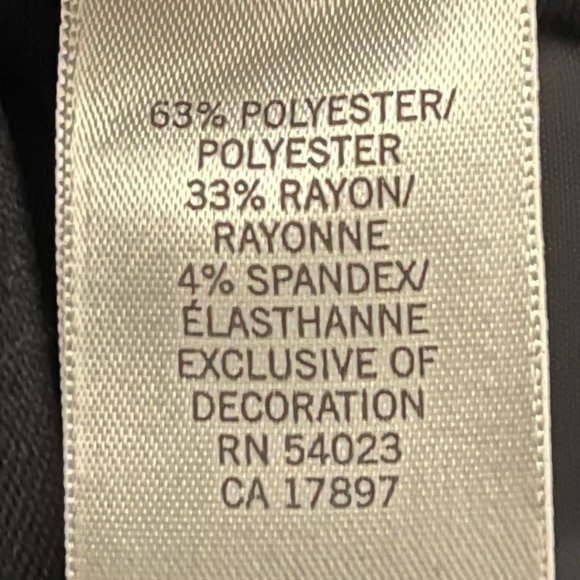 63% POLYESTER/
POLYESTER
33% RAYON/
RAYONNE
4% SPANDEX/
ÉLASTHANNE
EXCLUSIVE OF
DECORATION
RN 54023
CA 17897